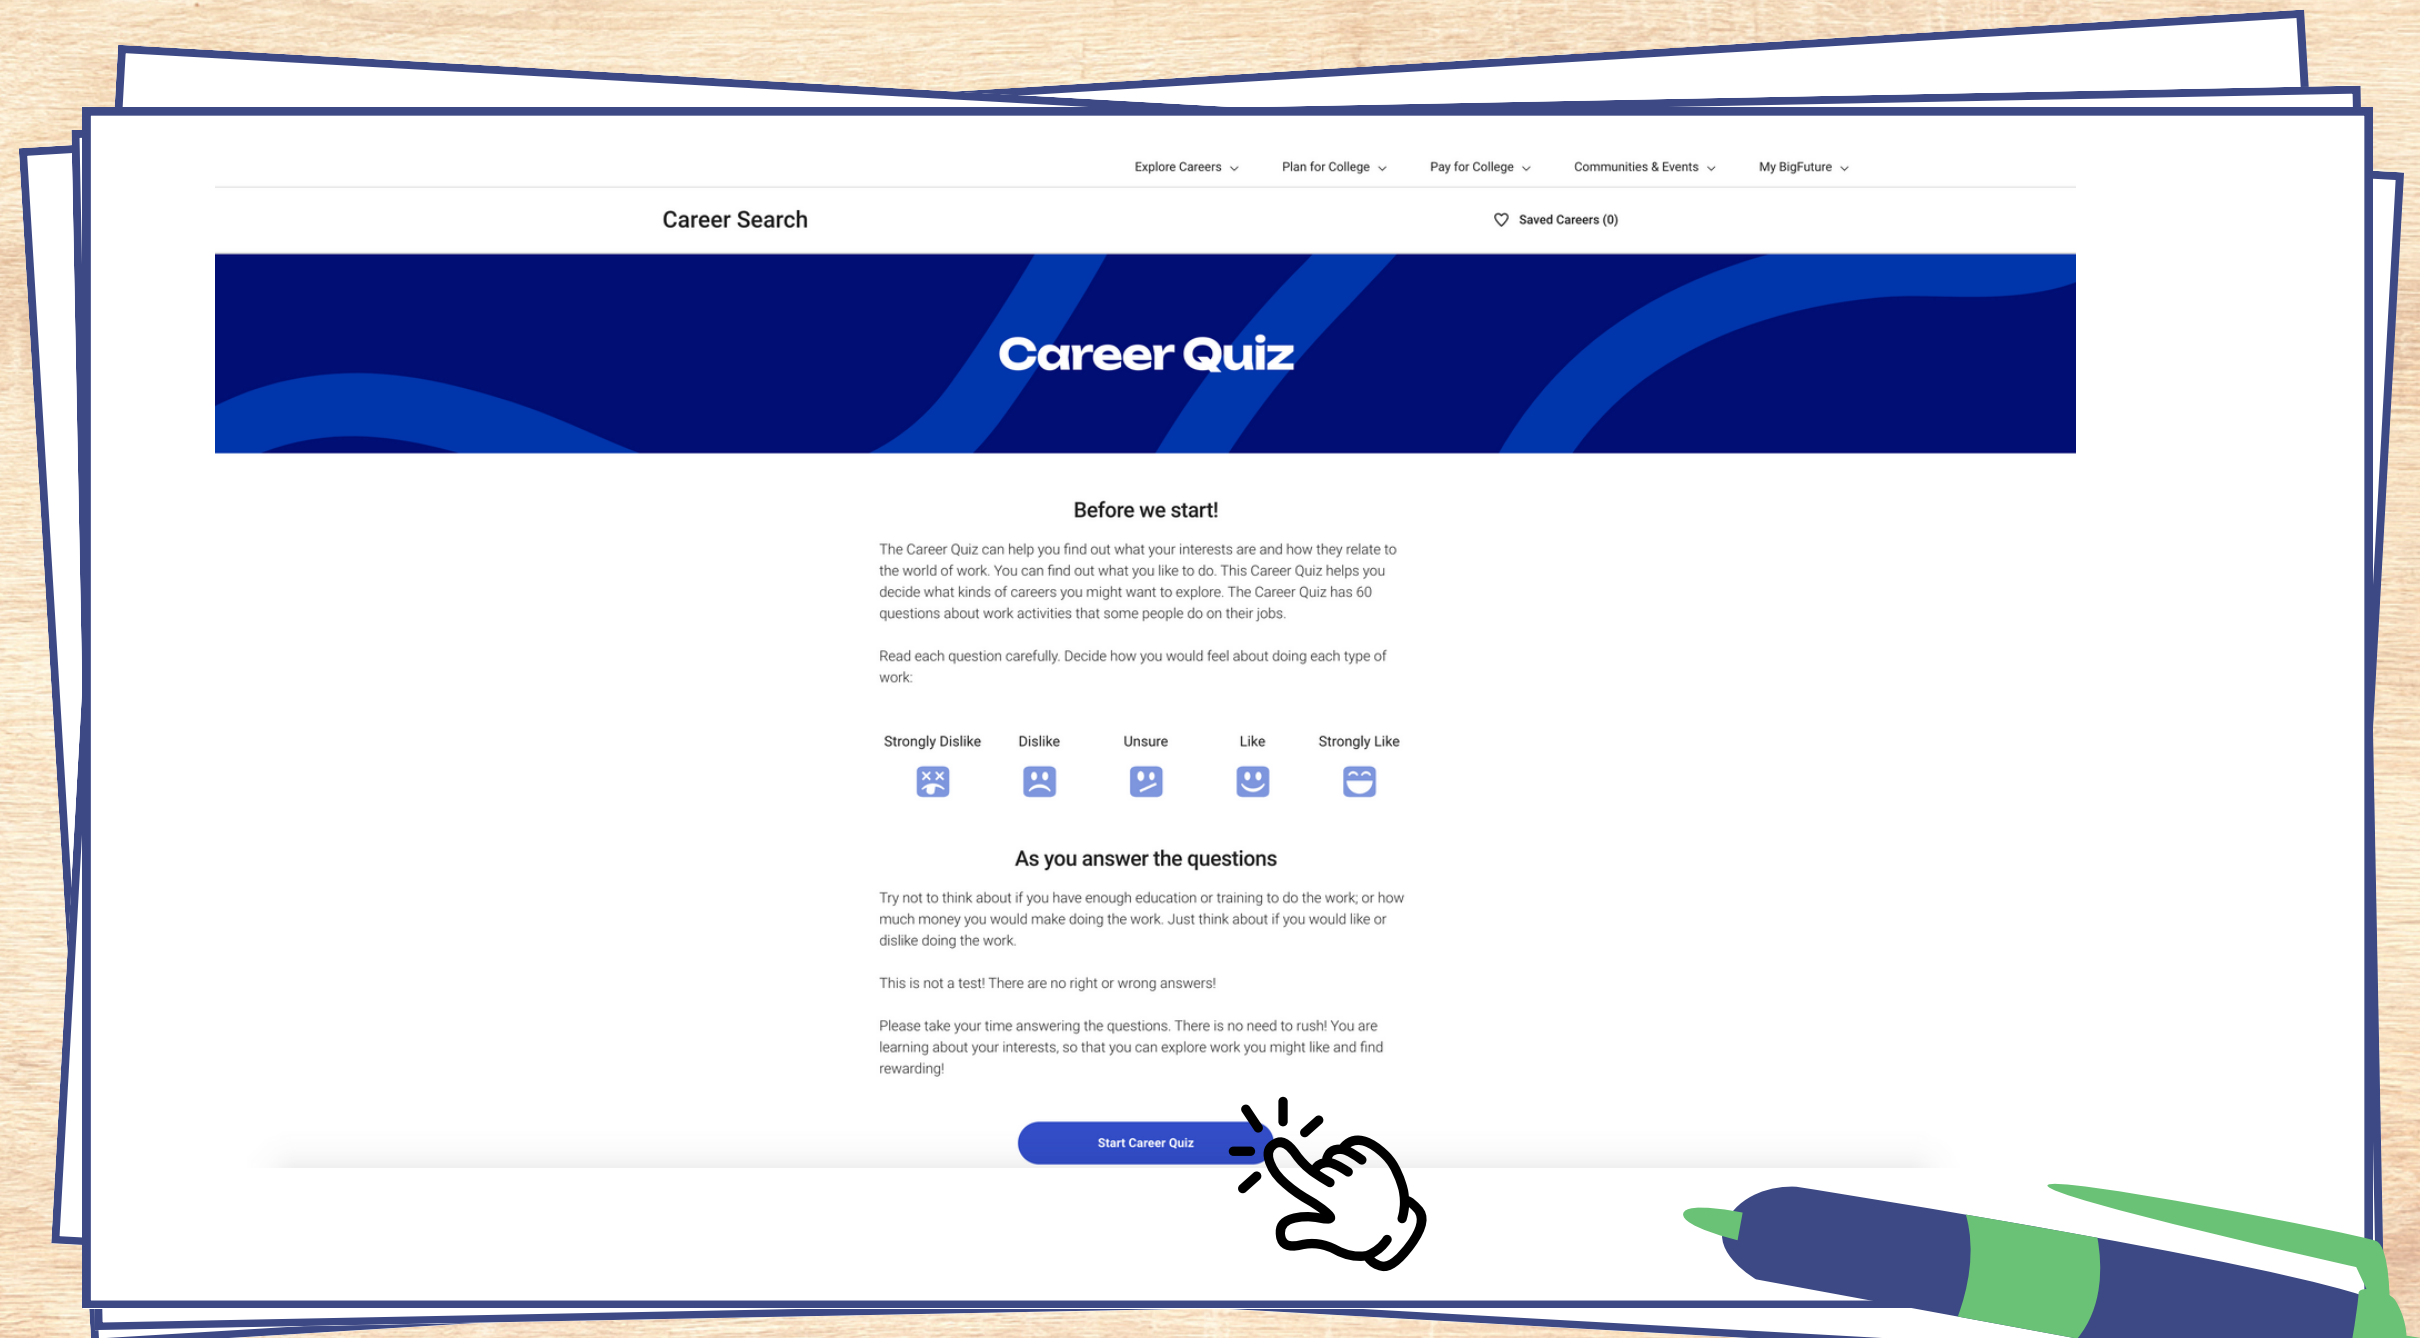 Explore Careers
Plan for College
Pay for College
Communities & Events
My BigFuture
Career Search
Saved Careers (0)
Career Quiz
Before we start!
The Career Quiz can help you find out what your interests are and how they relate to
the world of work. You can find out what you like to do. This Career Quiz helps you
decide what kinds of careers you might want to explore. The Career Quiz has 60
questions about work activities that some people do on their jobs.
Read each question carefully. Decide how you would feel about doing each type of
work:
Strongly Dislike
Dislike
Unsure
Like
Strongly Like
As you answer the questions
Try not to think about if you have enough education or training to do the work; or how
much money you would make doing the work. Just think about if you would like or
dislike doing the work.
This is not a test! There are no right or wrong answers!
Please take your time answering the questions. There is no need to rush! You are
learning about your interests, so that you can explore work you might like and find
rewarding!
Start Career Quiz